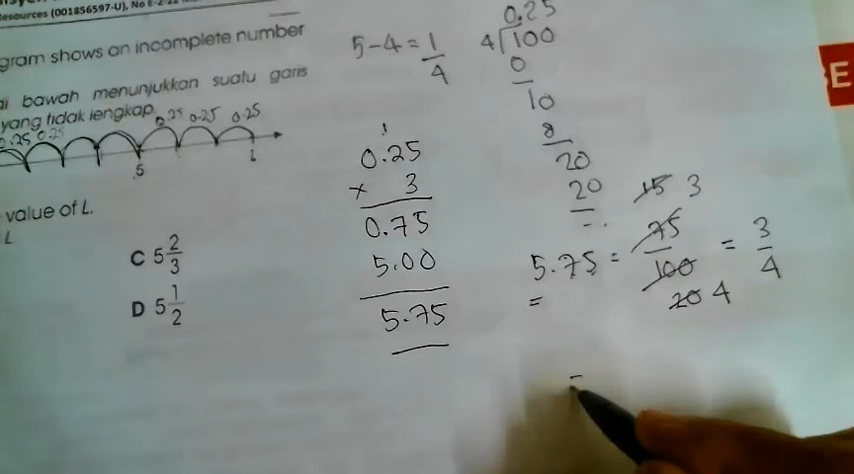 esources (001856597-U), No E-2-22
gram shows an incomplete number
bawah menunjukkan suatu garis
yang tidak lengkap.
0.25 0.25 0.25 0.25 0.25
5 L
value of L.
L
C 5 2/3
D 5 1/2
5-4 = 1/4
0.25
4 100
0
10
8
20
20
1
0.25
× 3
0.75
5.00
5.75
15 3
5.75 = 75/100 = 3/4
=
20 4
-
E